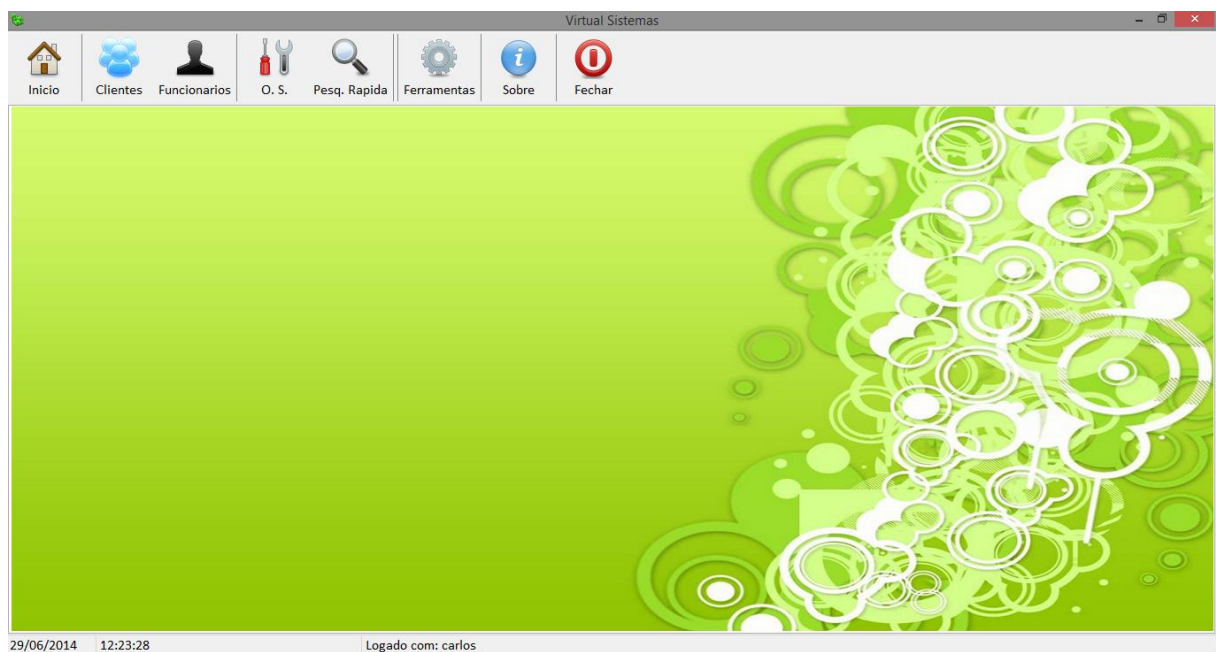 Virtual Sistemas
Inicio Clientes Funcionarios O. S. Pesq. Rapida Ferramentas Sobre Fechar
29/06/2014 12:23:28 Logado com: carlos